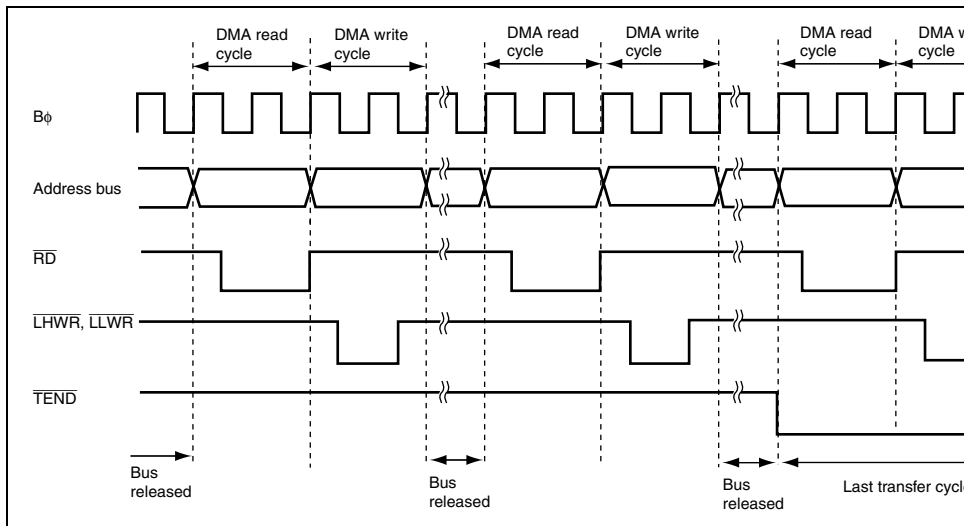 DMA read cycle
DMA write cycle
DMA read cycle
DMA write cycle
DMA read cycle
DMA w
cycle
Bϕ
Address bus
RD
LHWR, LLWR
TEND
Bus released
Bus released
Bus released
Last transfer cycle